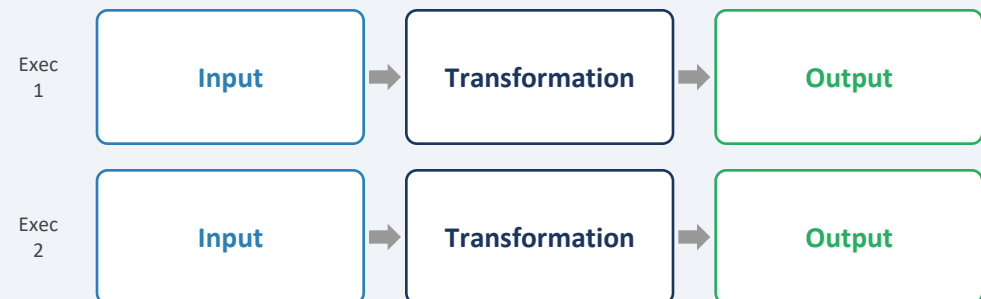 Exec
1
Input
Transformation
Output
Exec
2
Input
Transformation
Output